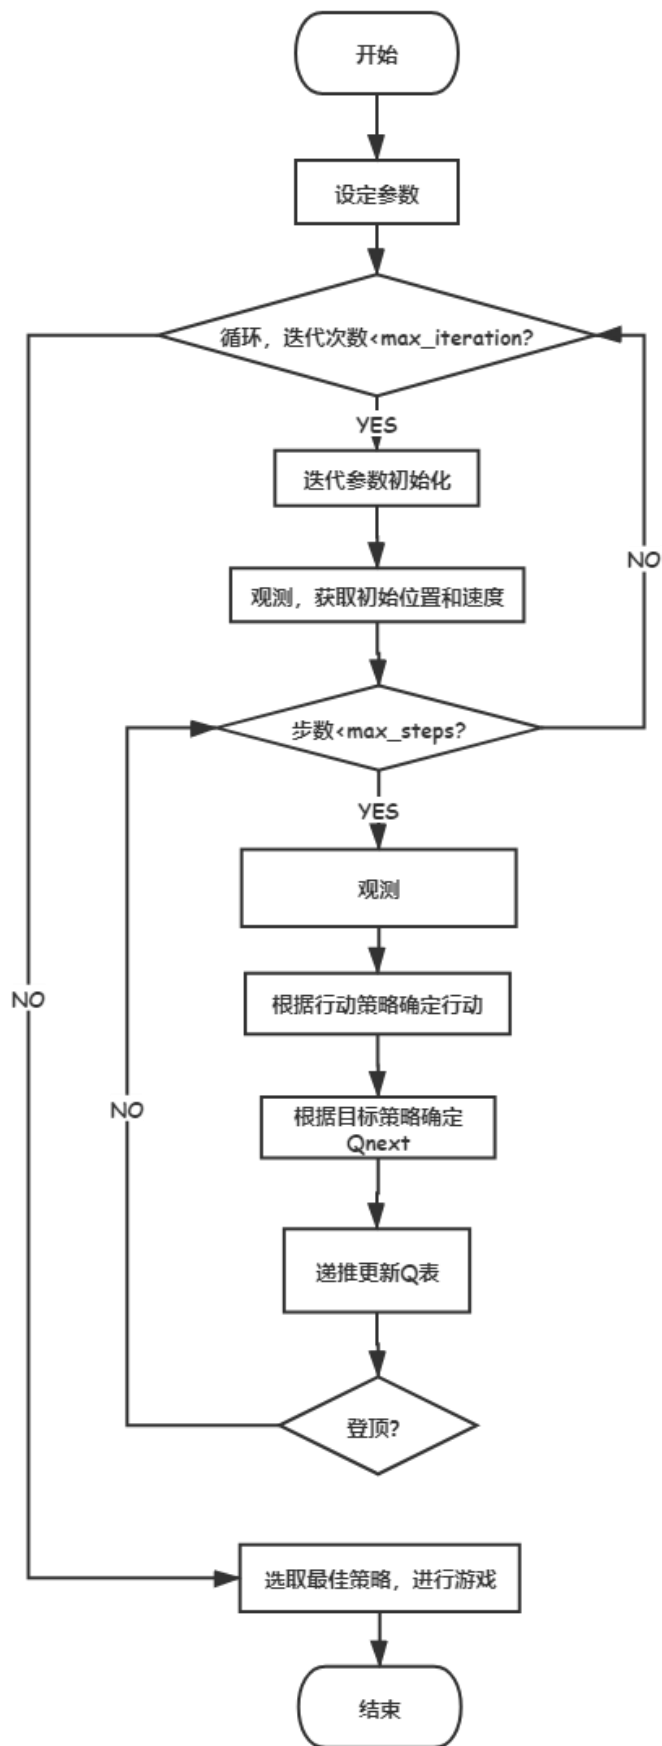 开始
设定参数
循环，迭代次数<max_iteration?
YES
迭代参数初始化
NO
观测，获取初始位置和速度
步数<max_steps?
YES
观测
NO
根据行动策略确定行动
NO
根据目标策略确定
Qnext
递推更新Q表
登顶?
选取最佳策略，进行游戏
结束